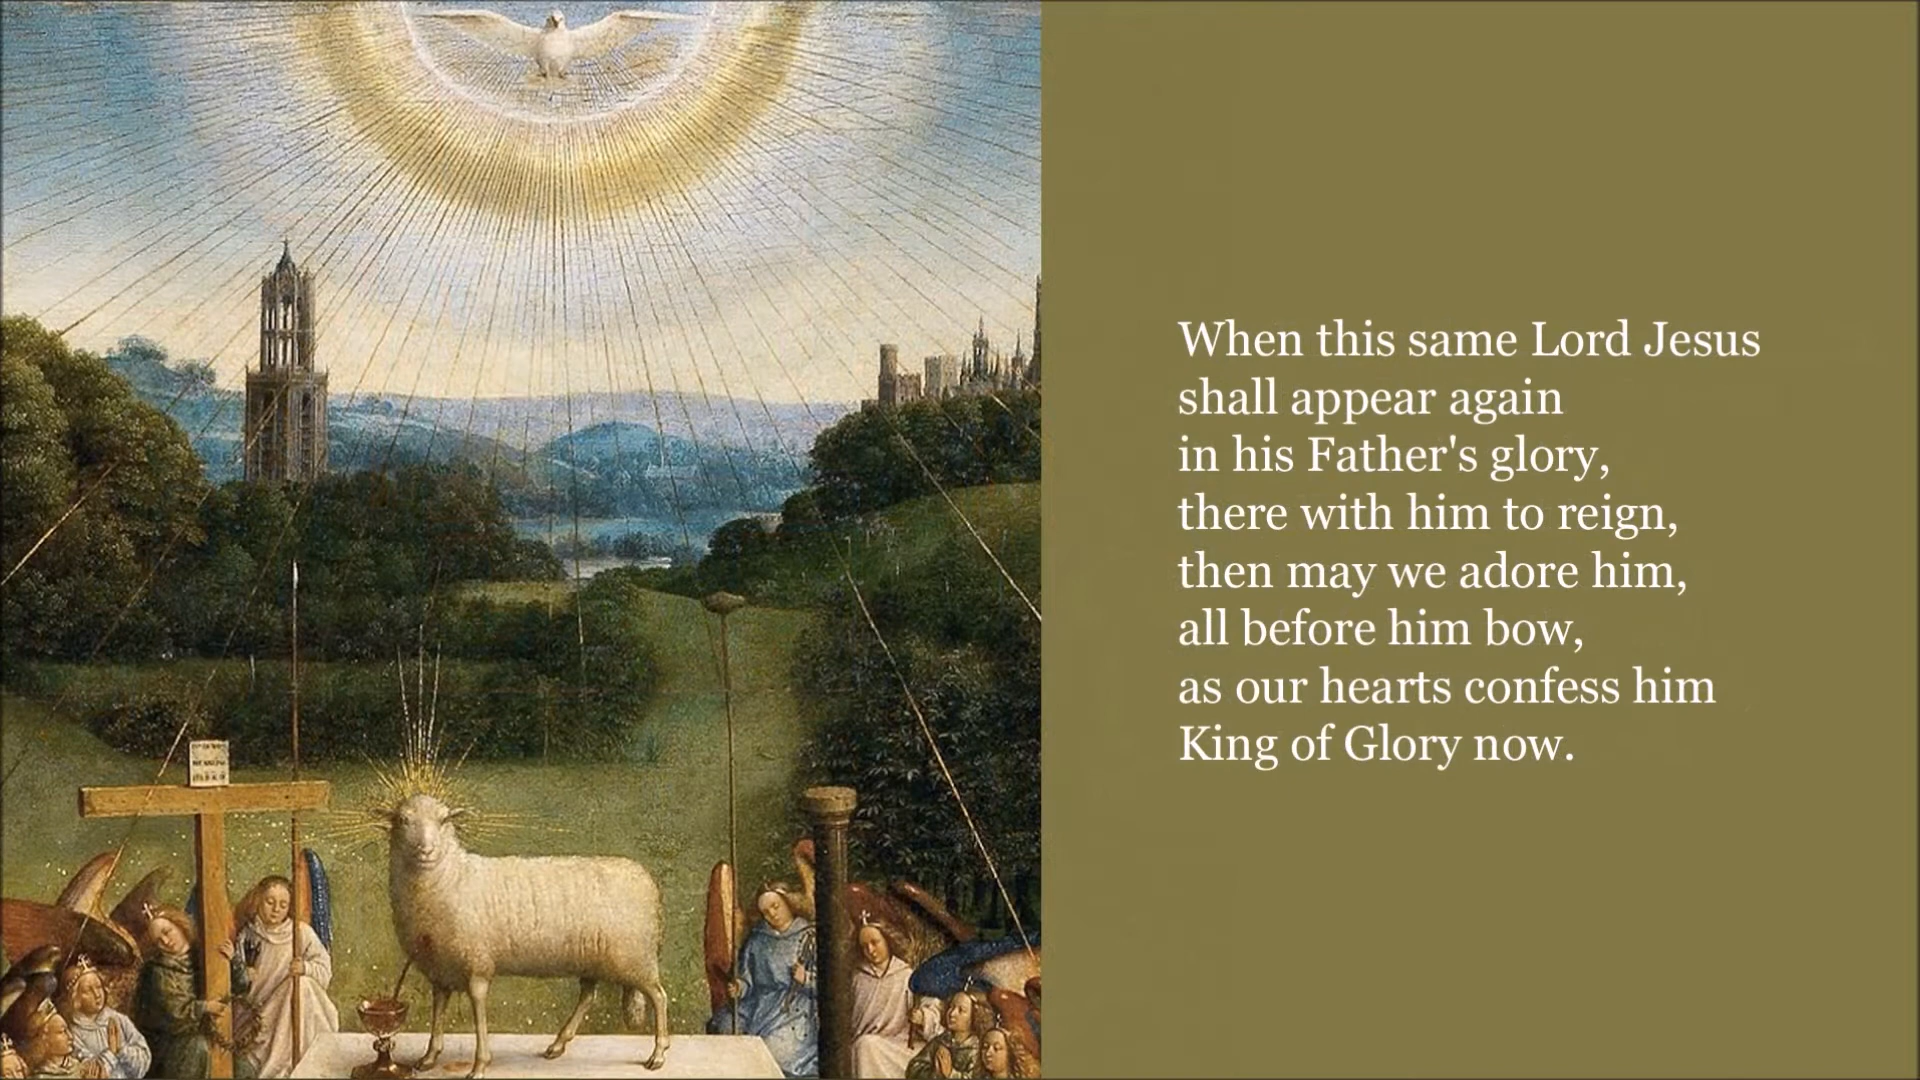 When this same Lord Jesus
shall appear again
in his Father's glory,
there with him to reign,
then may we adore him,
all before him bow,
as our hearts confess him
King of Glory now.